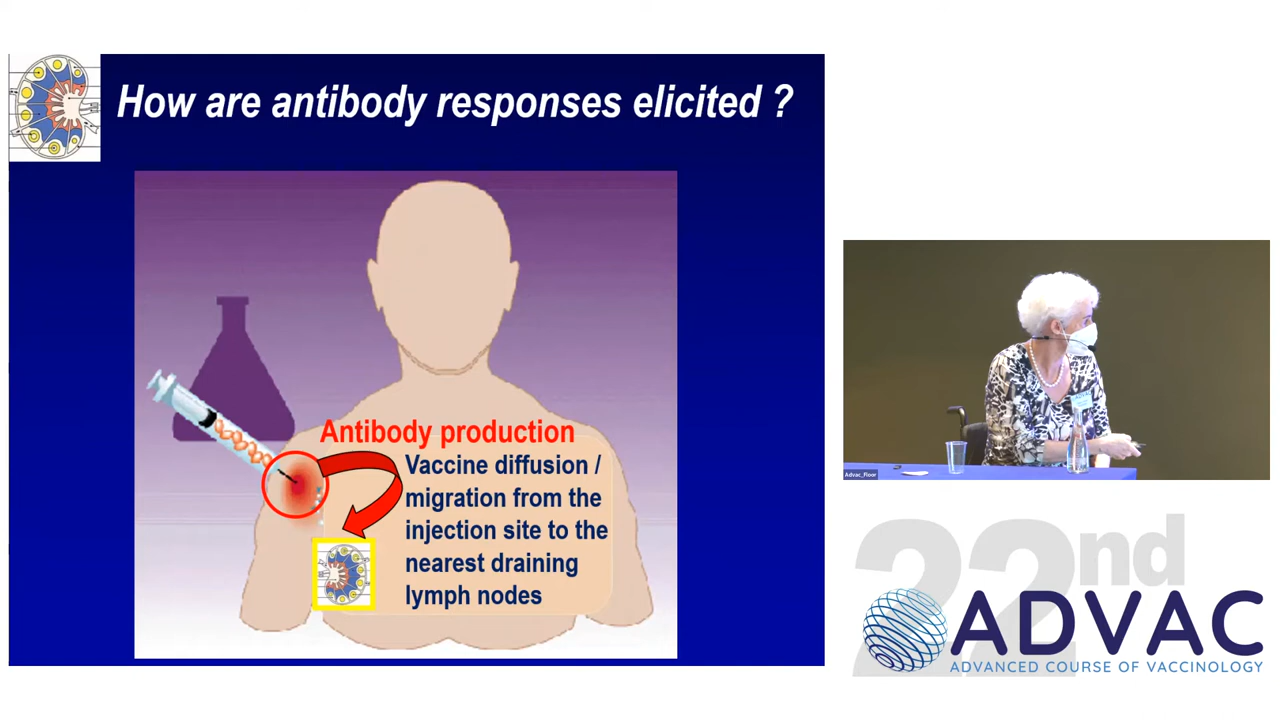 How are antibody responses elicited ?
Antibody production
Vaccine diffusion /
migration from the
injection site to the
nearest draining
lymph nodes
Advac_Floor
22nd
ADVAC
ADVANCED COURSE OF VACCINOLOGY